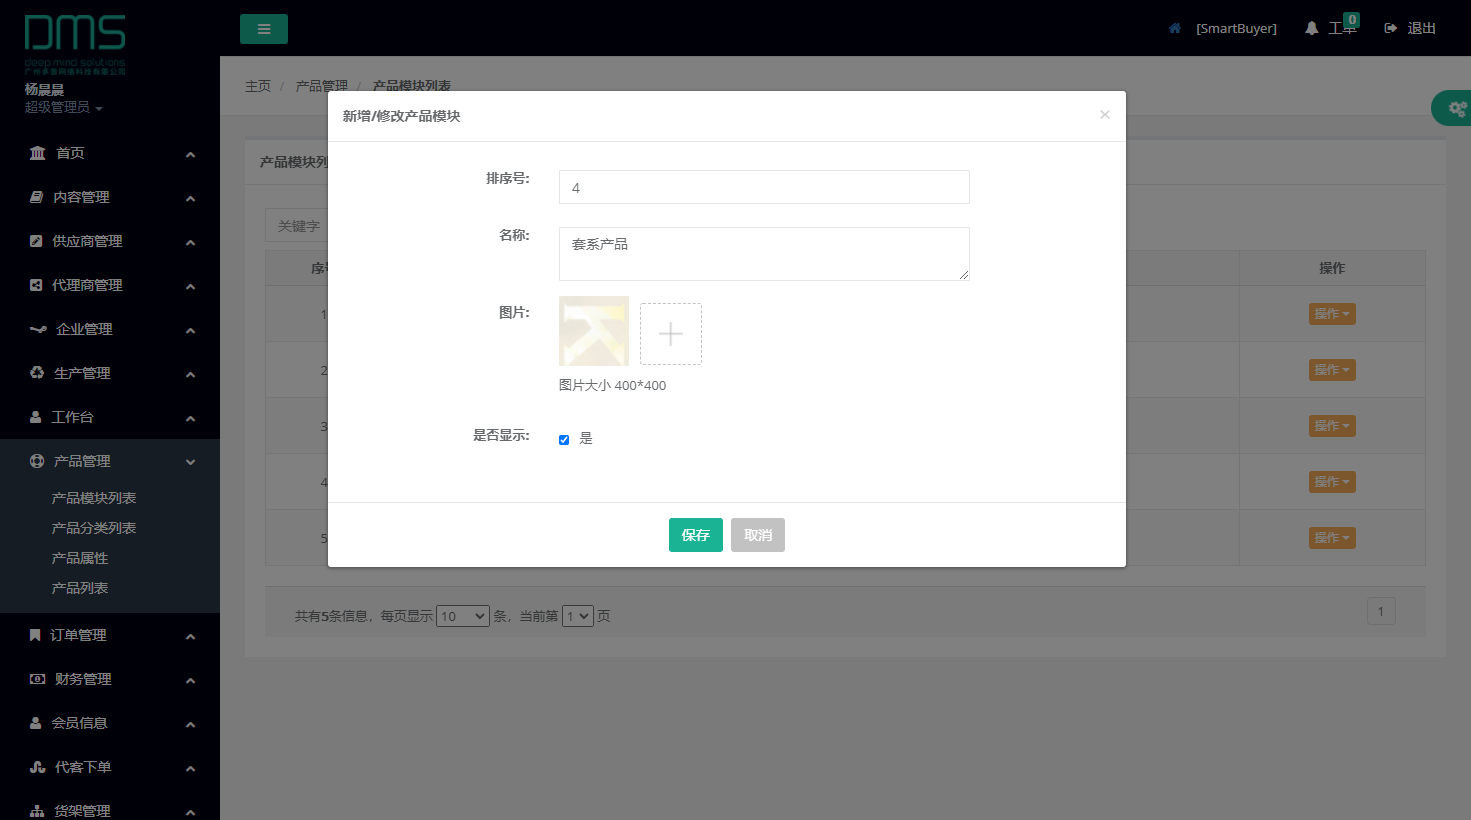 DMS
deep mind solutions
广州多普网络科技有限公司
杨晨晨
超级管理员
首页
内容管理
供应商管理
代理商管理
企业管理
生产管理
工作台
产品管理
产品模块列表
产品分类列表
产品属性
产品列表
订单管理
财务管理
会员信息
代客下单
货架管理
[SmartBuyer]
工单
0
退出
主页 / 产品管理 / 产品模块列表
产品模块列
关键字
序号
操作
1
操作
2
操作
3
操作
4
操作
5
操作
共有5条信息，每页显示 10 条，当前第 1 页
1
新增/修改产品模块
×
排序号:
4
名称:
套系产品
图片:
图片大小 400*400
是否显示:
是
保存
取消